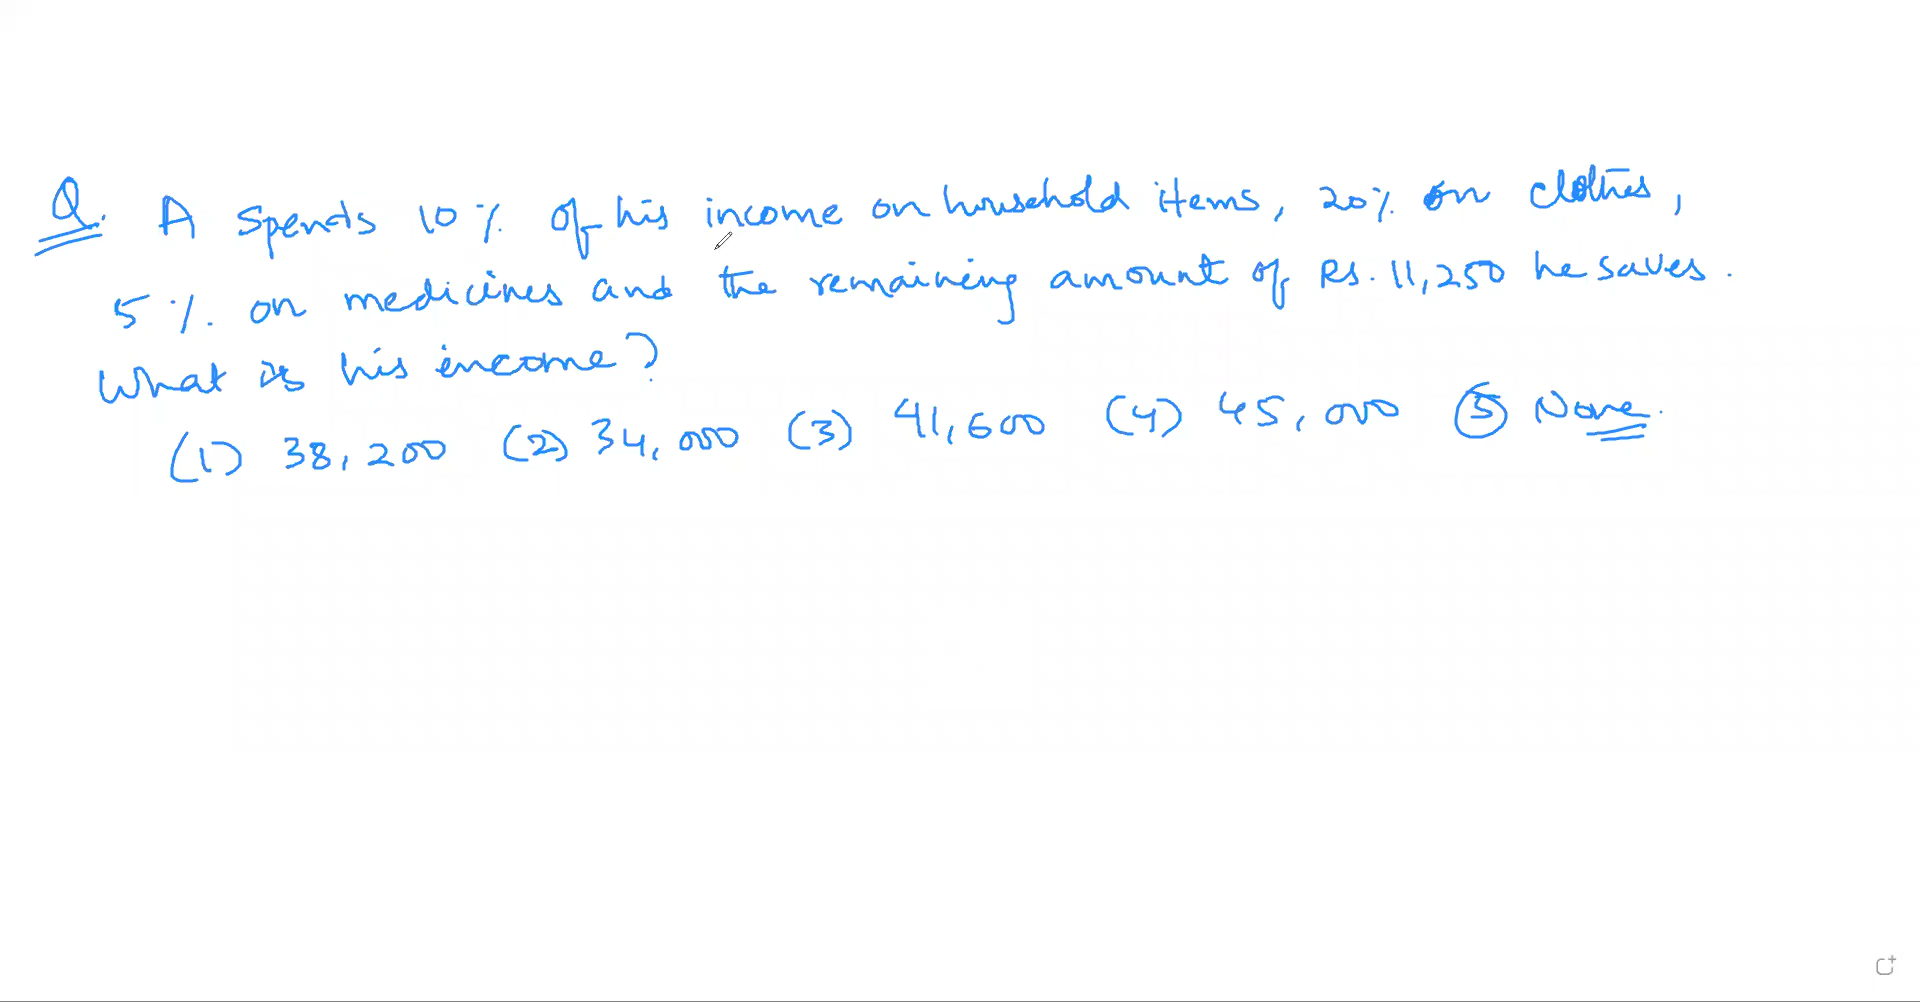 Q. A spends 10% of his income on household items, 20% on clothes,
5% on medicines and the remaining amount of Rs. 11,250 he saves.
What is his income?
(1) 38,200 (2) 34,000 (3) 41,600 (4) 45,000 (5) None.